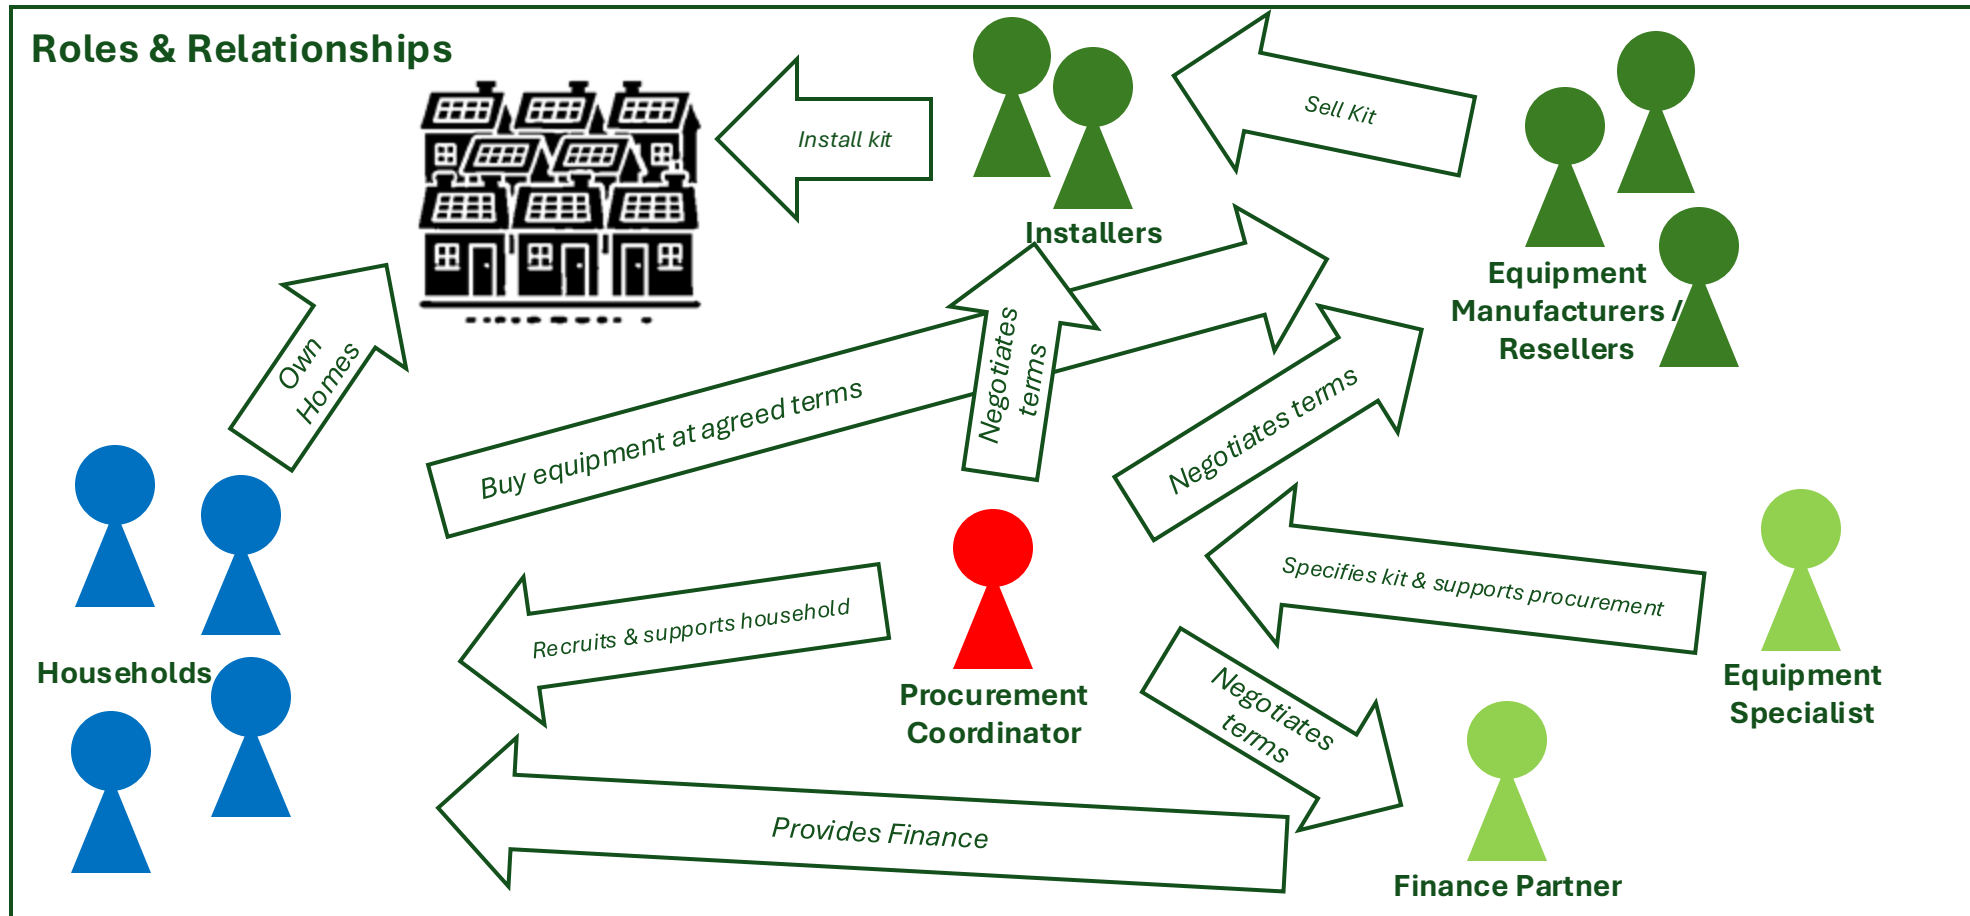 Roles & Relationships
Install kit
Sell Kit
Installers
Equipment
Manufacturers /
Resellers
Own
Homes
Buy equipment at agreed terms
Negotiates
terms
Negotiates terms
Specifies kit & supports procurement
Recruits & supports household
Households
Procurement
Coordinator
Equipment
Specialist
Negotiates
terms
Provides Finance
Finance Partner